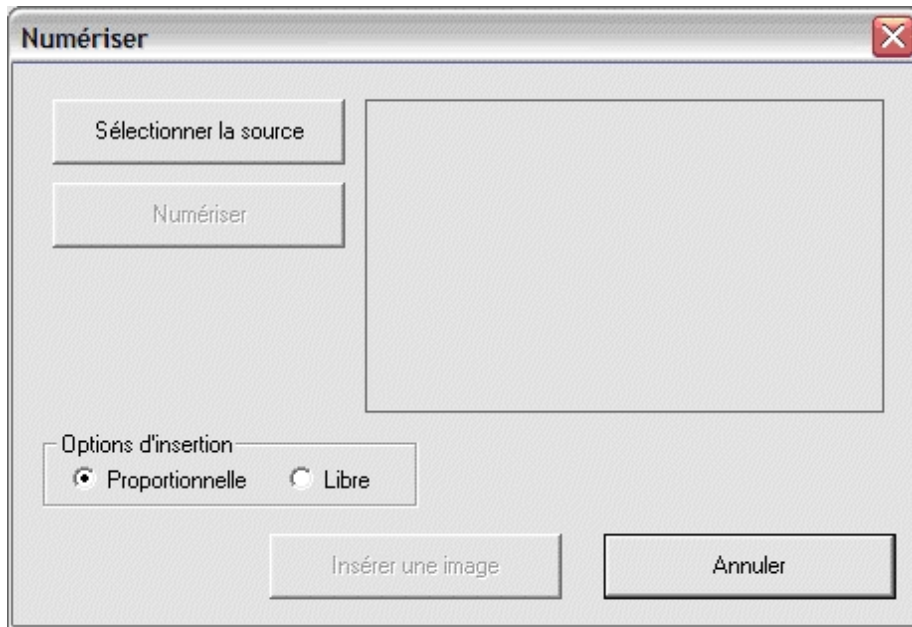 Numériser
Sélectionner la source
Numériser
Options d'insertion
Proportionnelle Libre
Insérer une image Annuler